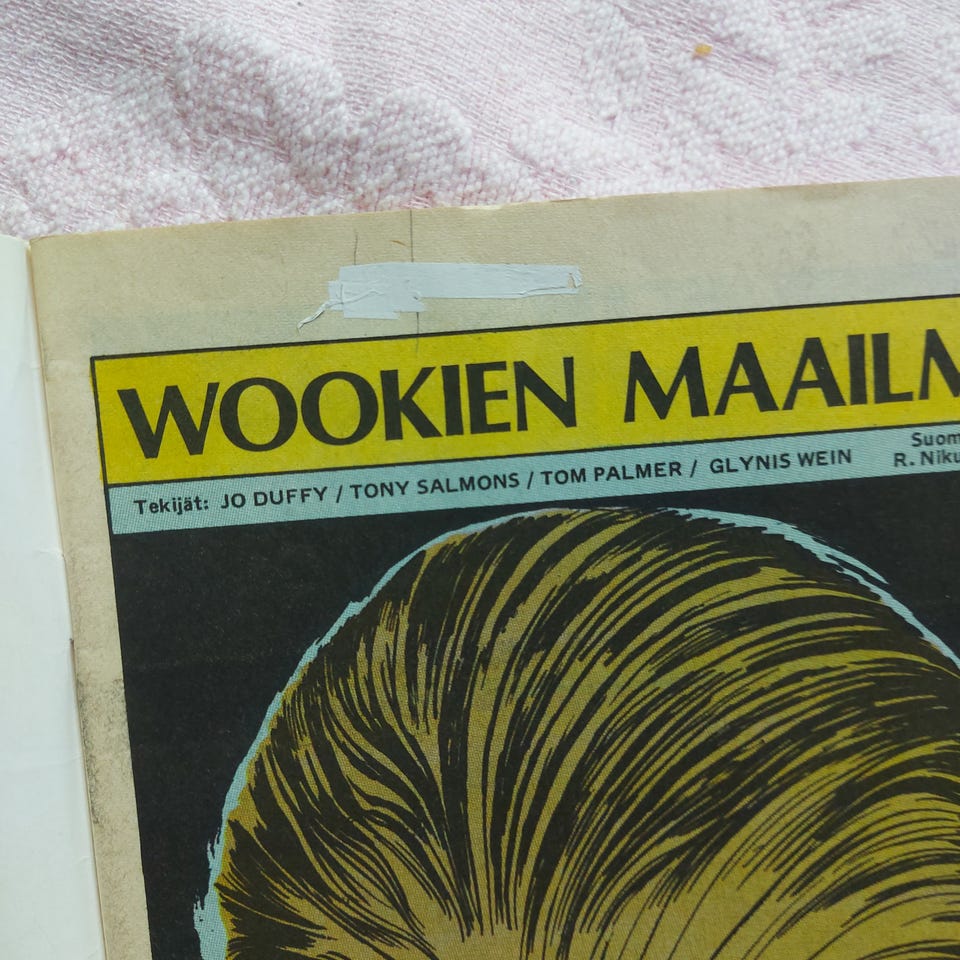 WOOKIEN MAAILM
Tekijät: JO DUFFY / TONY SALMONS / TOM PALMER / GLYNIS WEIN
Suom
R. Niku